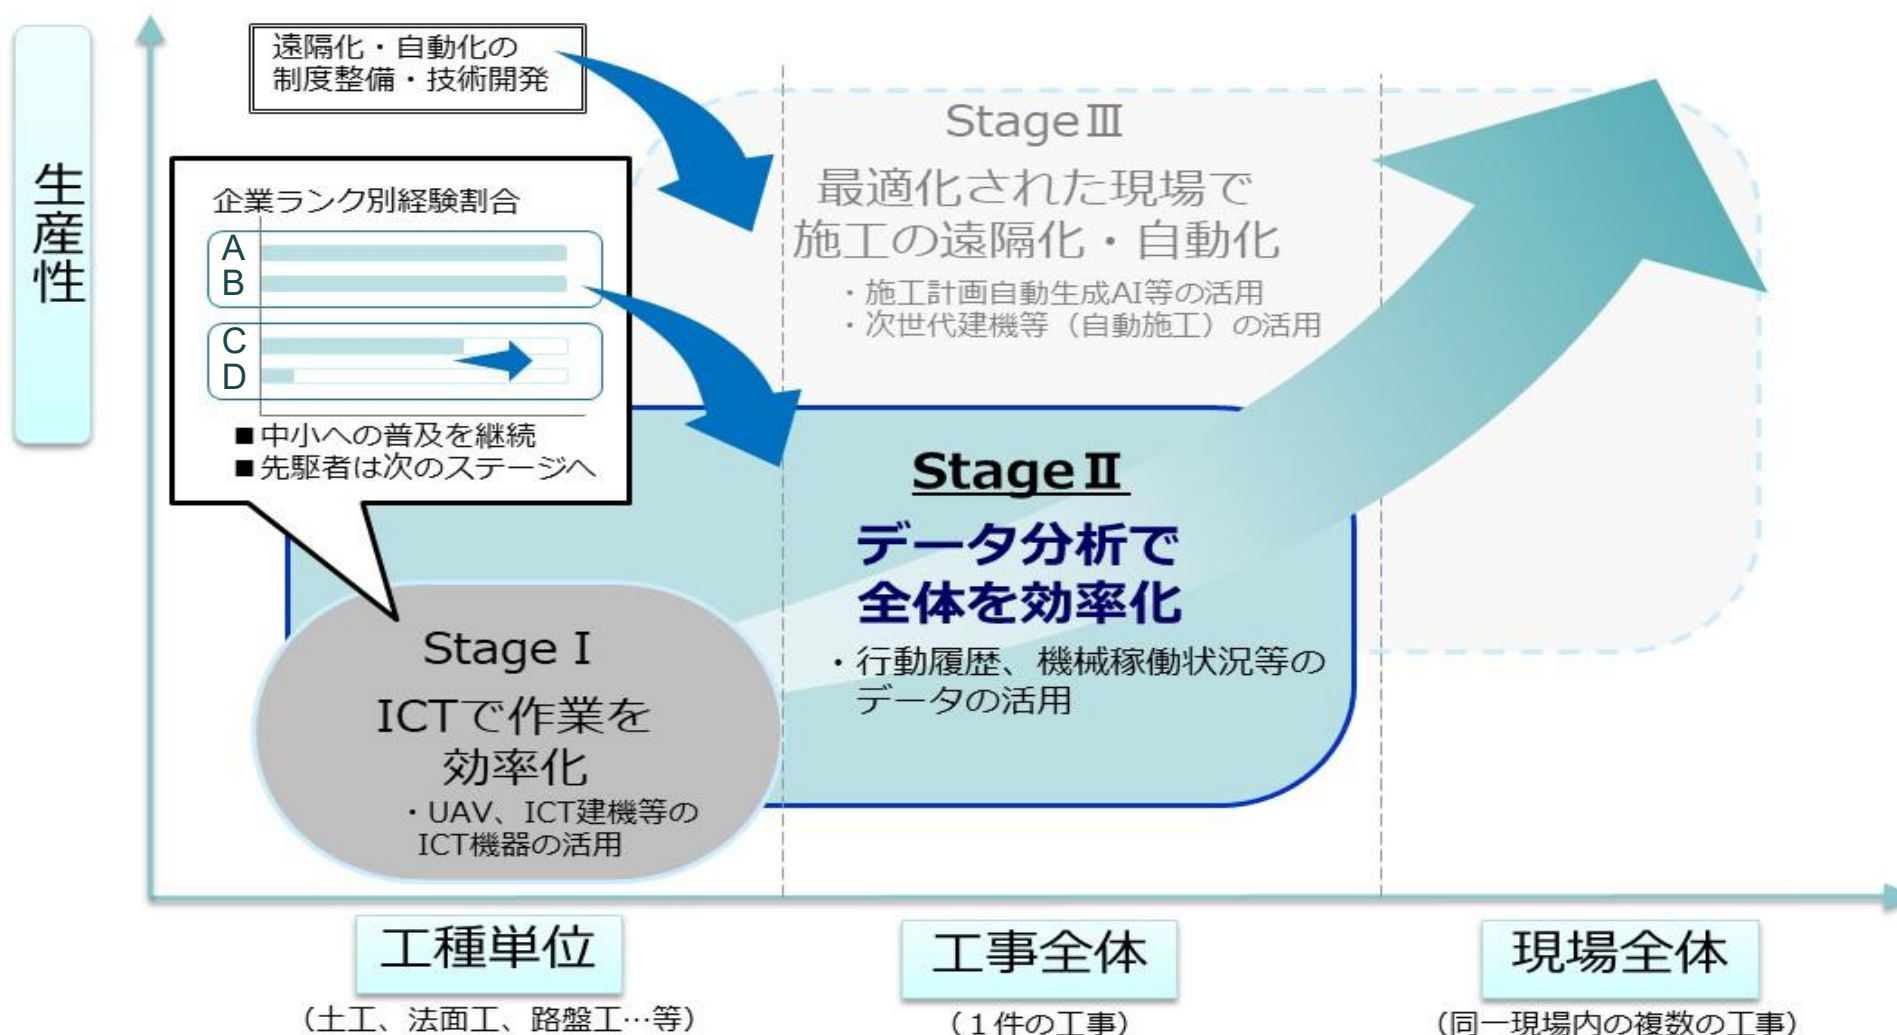 生産性
遠隔化・自動化の
制度整備・技術開発
企業ランク別経験割合
A
B
C
D
■中小への普及を継続
■先駆者は次のステージへ
StageⅢ
最適化された現場で
施工の遠隔化・自動化
・施工計画自動生成AI等の活用
・次世代建機等（自動施工）の活用
StageⅡ
データ分析で
全体を効率化
・行動履歴、機械稼働状況等の
データの活用
StageⅠ
ICTで作業を
効率化
・UAV、ICT建機等の
ICT機器の活用
工種単位
（土工、法面工、路盤工…等）
工事全体
（１件の工事）
現場全体
（同一現場内の複数の工事）